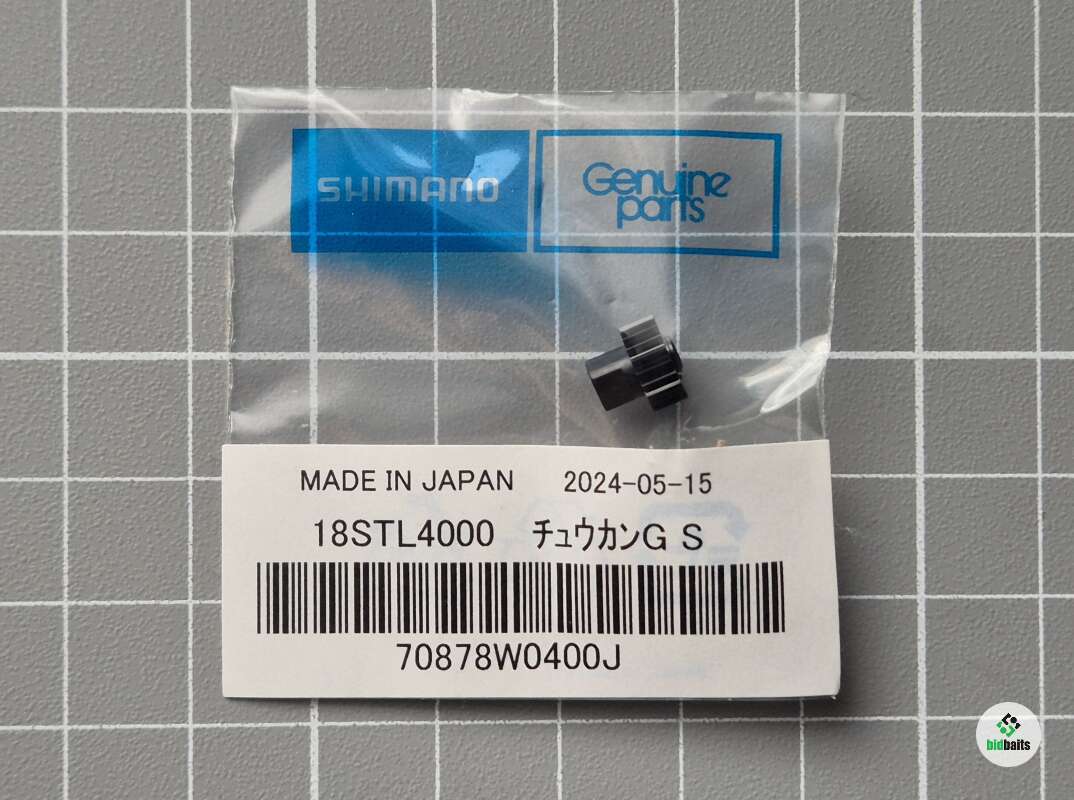 SHIMANO
Genuine
parts
MADE IN JAPAN 2024-05-15
18STL4000 チュウカンG S
70878W0400J
bidbaits